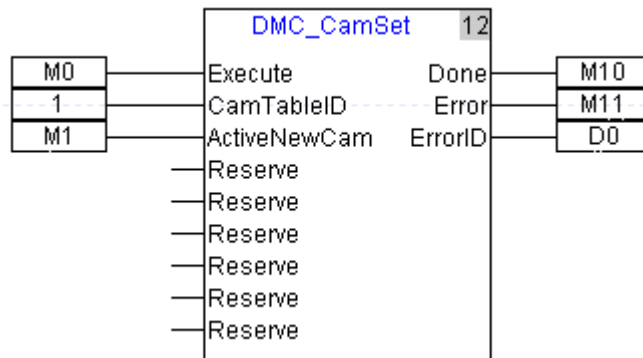 DMC_CamSet 12
M0 Execute Done M10
1 CamTableID Error M11
M1 ActiveNewCam ErrorID D0
Reserve
Reserve
Reserve
Reserve
Reserve
Reserve